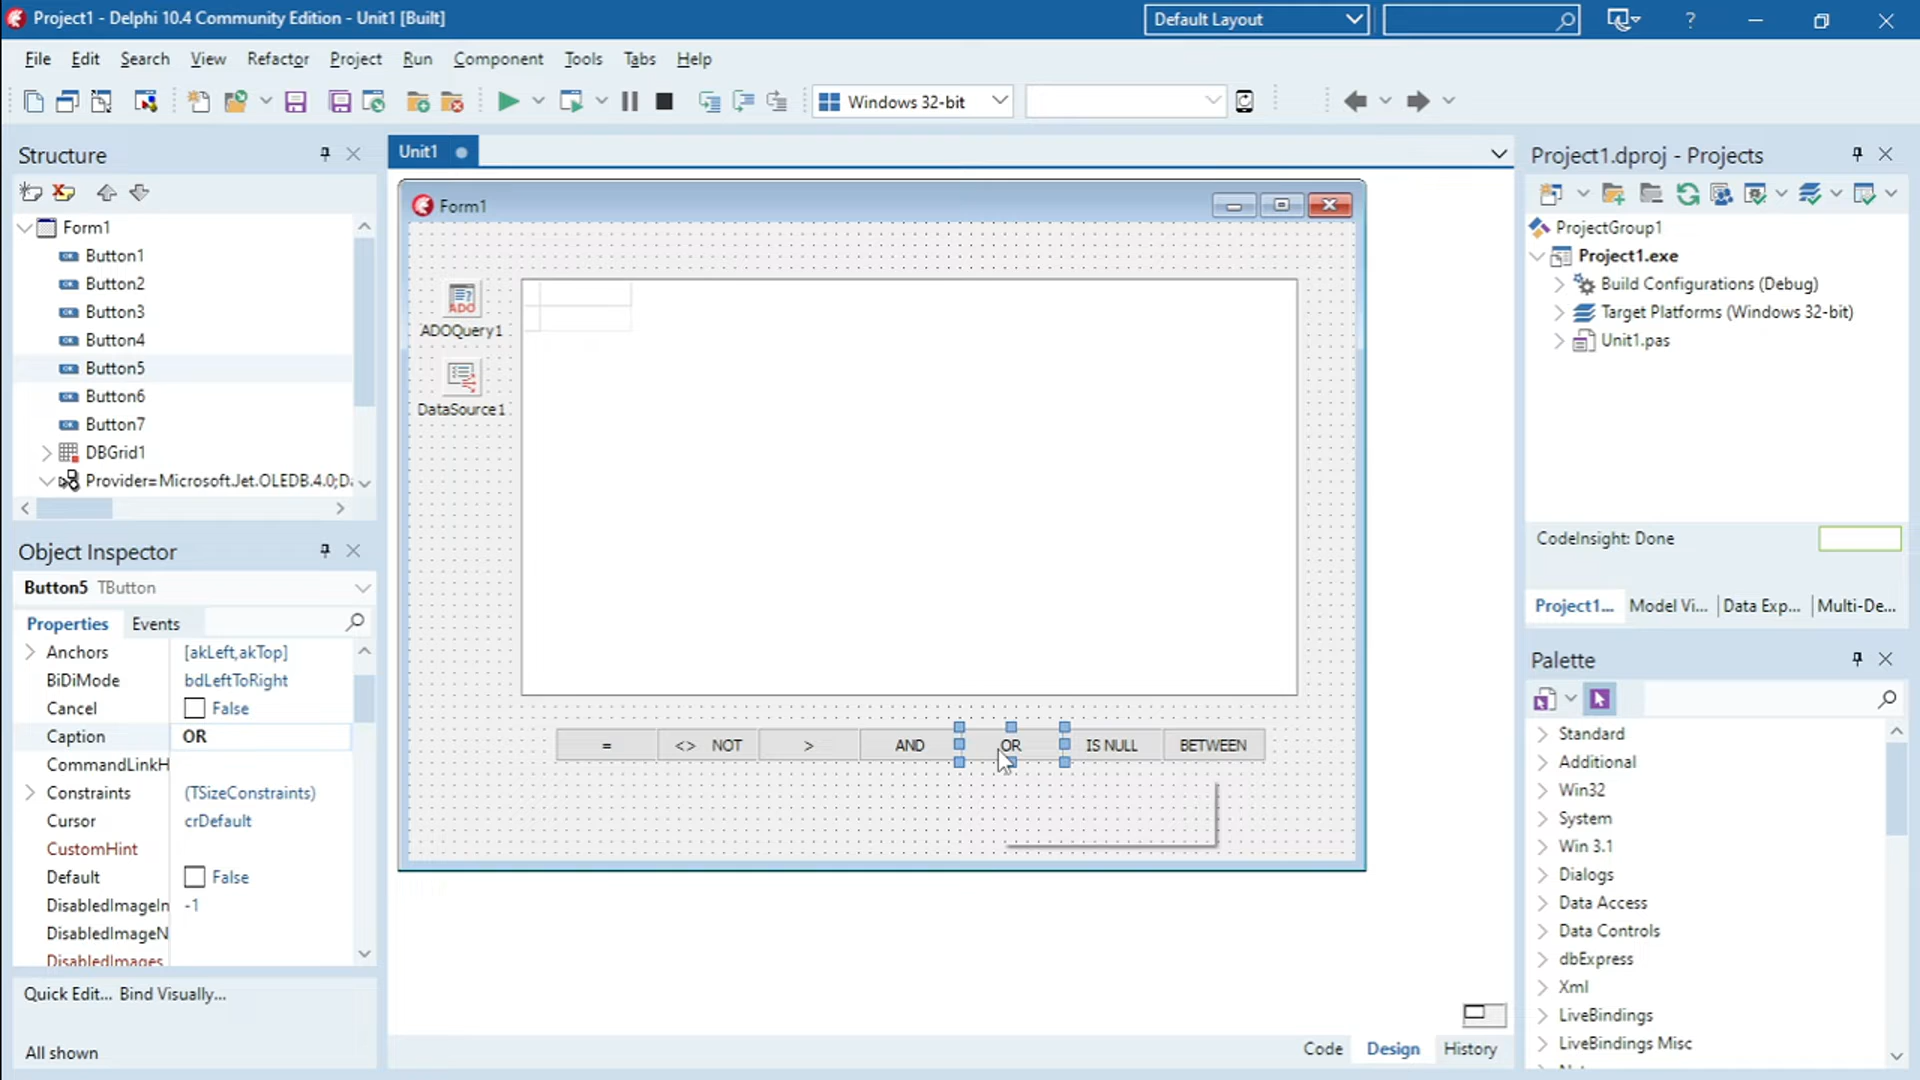 Project1 - Delphi 10.4 Community Edition - Unit1 [Built]
Default Layout
?
File Edit Search View Refactor Project Run Component Tools Tabs Help
Windows 32-bit
Structure
Form1
Button1
Button2
Button3
Button4
Button5
Button6
Button7
DBGrid1
Provider=Microsoft.Jet.OLEDB.4.0;Da
Object Inspector
Button5 TButton
Properties Events
Anchors [akLeft,akTop]
BiDiMode bdLeftToRight
Cancel False
Caption OR
CommandLinkH
Constraints (TSizeConstraints)
Cursor crDefault
CustomHint
Default False
DisabledImageIn -1
DisabledImageN
DisabledImages
Quick Edit... Bind Visually...
All shown
Unit1
Form1
ADO
ADOQuery1
DataSource1
= <> NOT > AND OR IS NULL BETWEEN
Code Design History
Project1.dproj - Projects
ProjectGroup1
Project1.exe
Build Configurations (Debug)
Target Platforms (Windows 32-bit)
Unit1.pas
CodeInsight: Done
Project1... Model Vi... Data Exp... Multi-De...
Palette
Standard
Additional
Win32
System
Win 3.1
Dialogs
Data Access
Data Controls
dbExpress
Xml
LiveBindings
LiveBindings Misc